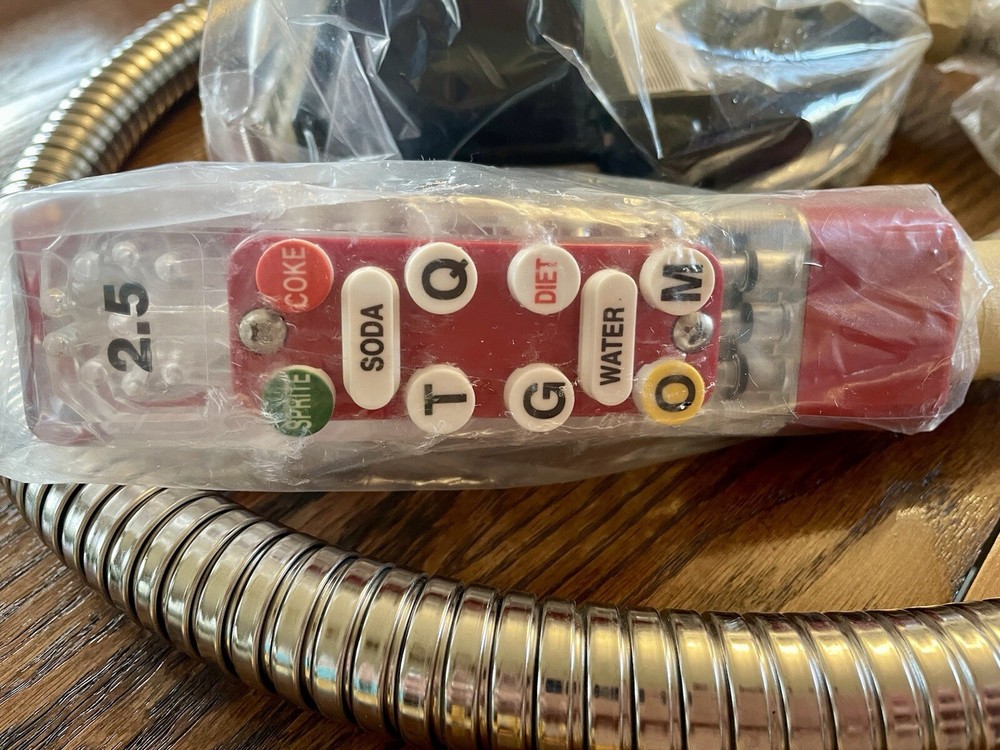 2.5
COKE
SPRITE
SODA
Q
T
DIET
G
WATER
M
O